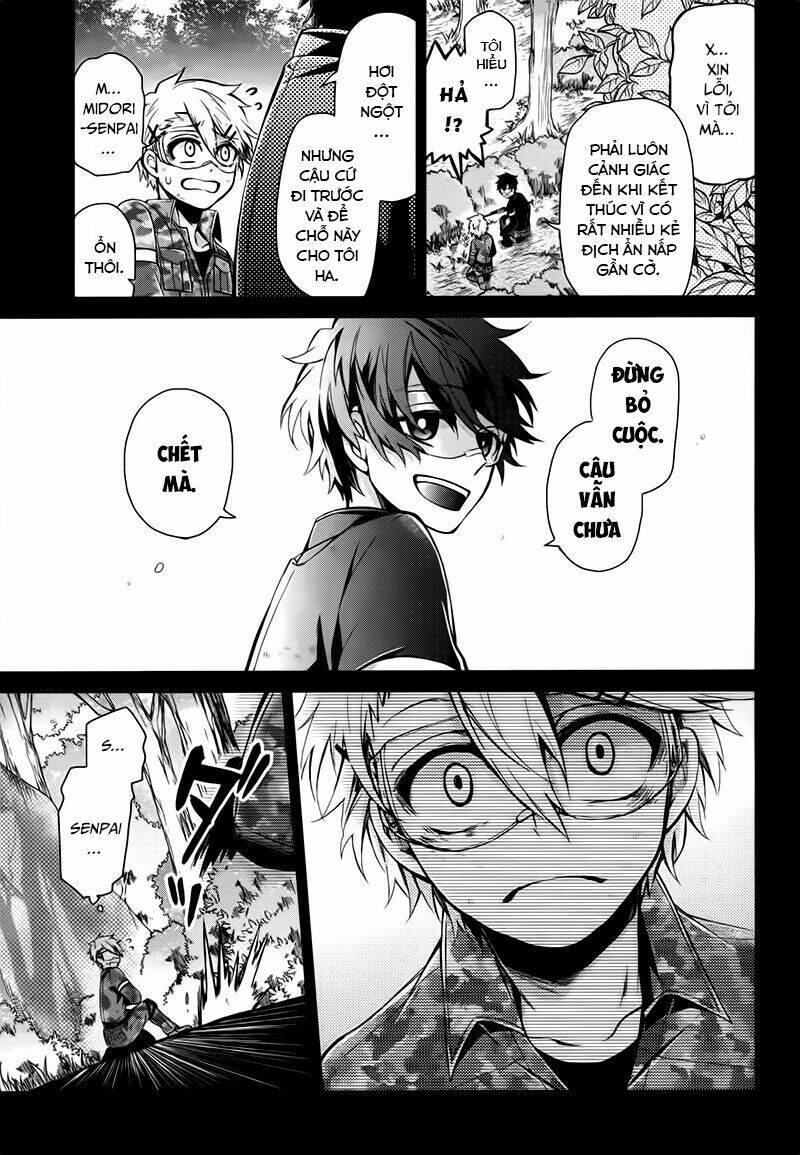 X...
XIN
LỖI,
VÌ TÔI
MÀ...
PHẢI LUÔN
CẢNH GIÁC
ĐẾN KHI KẾT
THÚC VÌ CÓ
RẤT NHIỀU KẺ
ĐỊCH ẨN NẤP
GẦN CỜ.
TÔI
HIỂU
...
HẢ
!?
HƠI
ĐỘT
NGỘT
...
NHƯNG
CẬU CỨ
ĐI TRƯỚC
VÀ ĐỂ
CHỖ NÀY
CHO TÔI
HA.
M...
MIDORI
-SENPAI
...
ỔN
THÔI.
ĐỪNG
BỎ
CUỘC.
CẬU
VẪN
CHƯA
CHẾT
MÀ.
S...
SENPAI
...
ダッ